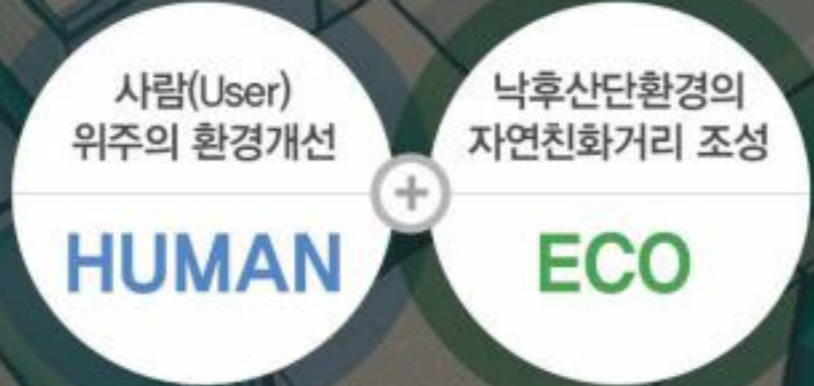 사람(User)
위주의 환경개선
HUMAN
+
낙후산단환경의
자연친화거리 조성
ECO